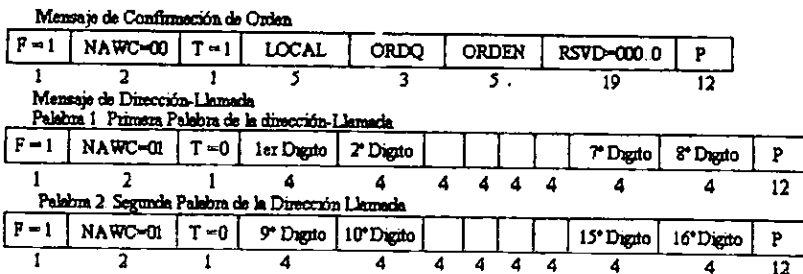 Mensaje de Confirmación de Orden
F=1 NAWC=00 T=1 LOCAL ORDQ ORDEN RSVD=000.0 P
1 2 1 5 3 5 . 19 12
Mensaje de Dirección-Llamada
Palabra 1 Primera Palabra de la dirección-Llamada
F=1 NAWC=01 T=0 1er Digito 2º Digito 7º Digito 8º Digito P
1 2 1 4 4 4 4 4 4 4 4 12
Palabra 2 Segunda Palabra de la Dirección Llamada
F=1 NAWC=01 T=0 9º Digito 10º Digito 15º Digito 16º Digito P
1 2 1 4 4 4 4 4 4 4 4 12